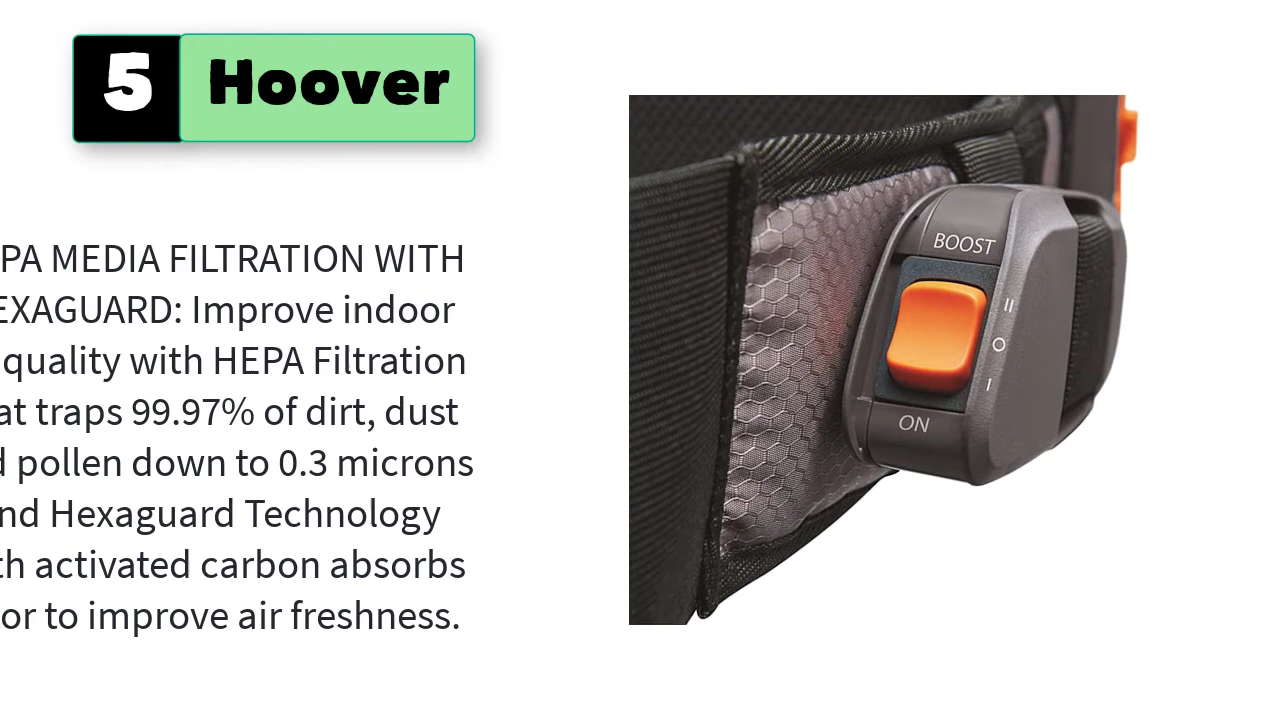 5 Hoover
PA MEDIA FILTRATION WITH
EXAGUARD: Improve indoor
quality with HEPA Filtration
at traps 99.97% of dirt, dust
d pollen down to 0.3 microns
nd Hexaguard Technology
th activated carbon absorbs
or to improve air freshness.
BOOST
II
O
I
ON